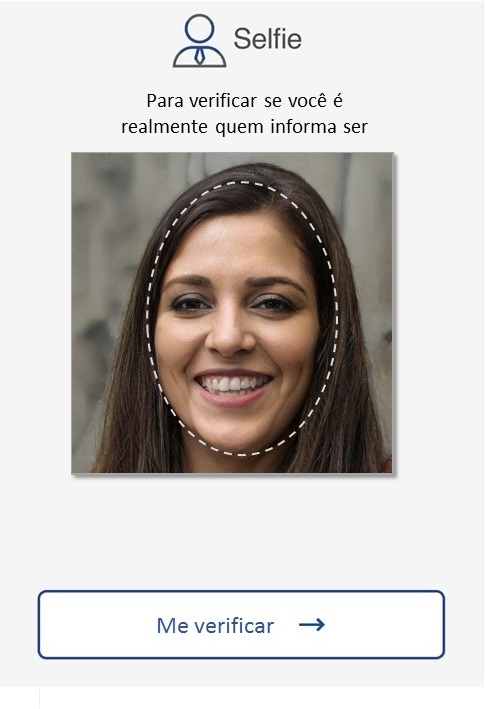 Selfie
Para verificar se você é
realmente quem informa ser
Me verificar →